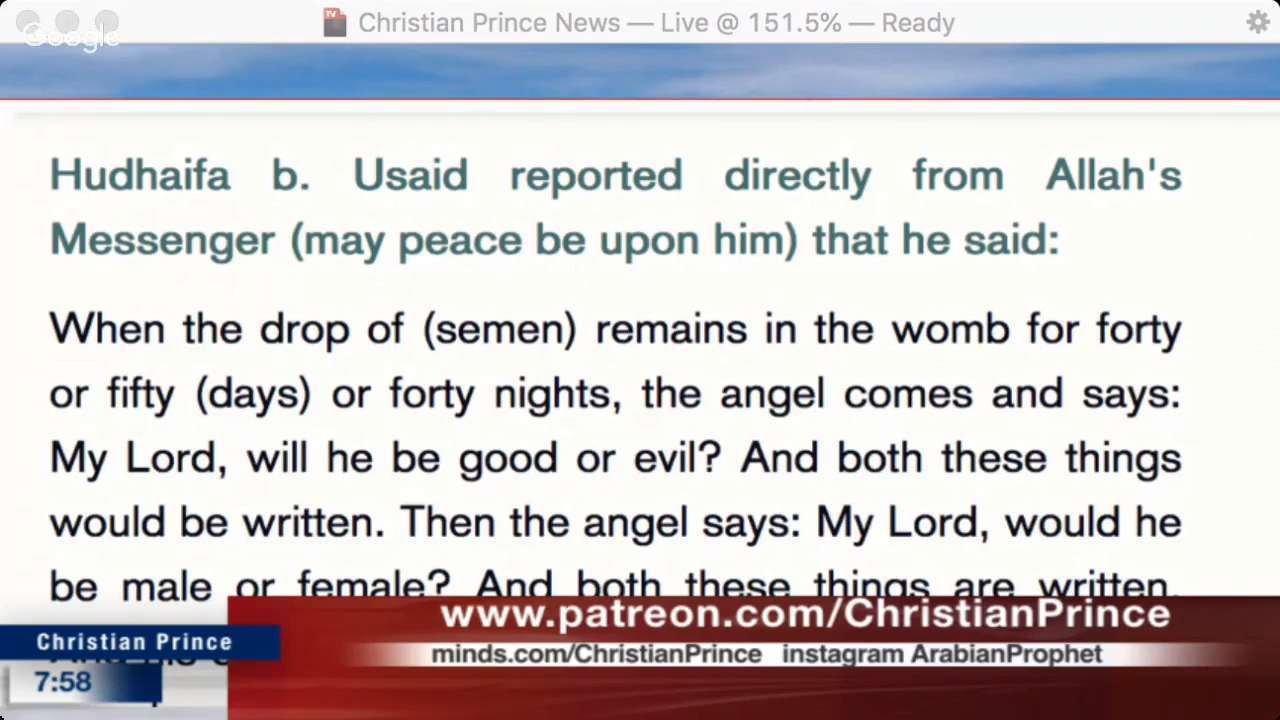 Christian Prince News — Live @ 151.5% — Ready
Google
TV
Hudhaifa b. Usaid reported directly from Allah's
Messenger (may peace be upon him) that he said:
When the drop of (semen) remains in the womb for forty
or fifty (days) or forty nights, the angel comes and says:
My Lord, will he be good or evil? And both these things
would be written. Then the angel says: My Lord, would he
be male or female? And both these things are written.
www.patreon.com/ChristianPrince
Christian Prince
minds.com/ChristianPrince instagram ArabianProphet
7:58